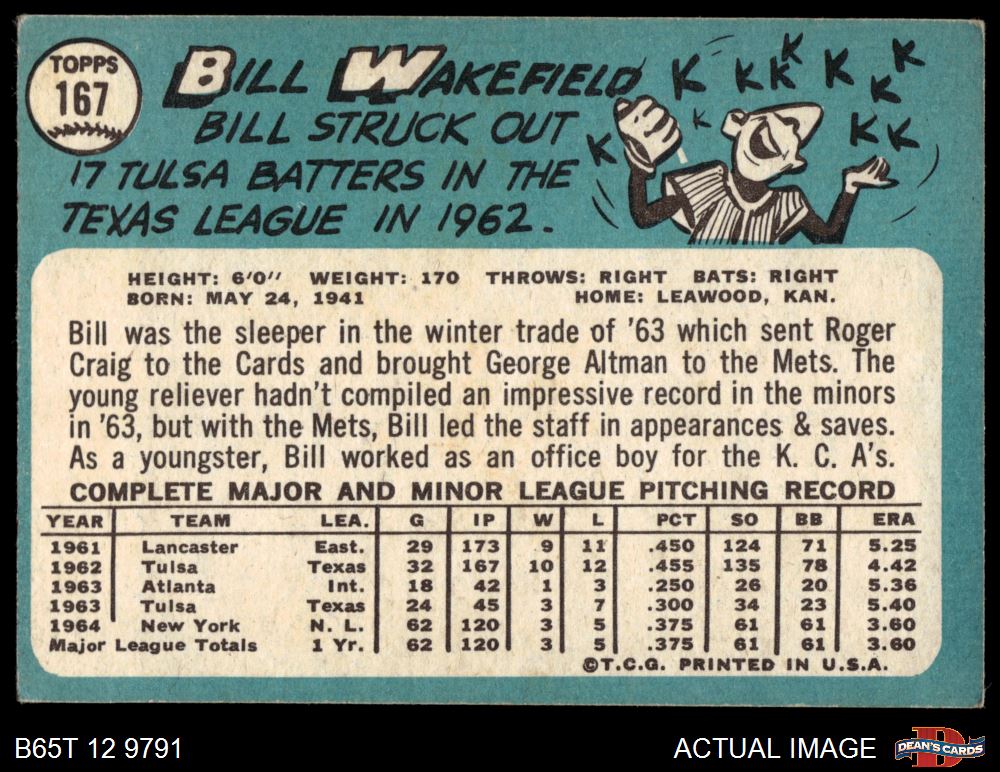 TOPPS
167
BILL WAKEFIELD
BILL STRUCK OUT
17 TULSA BATTERS IN THE
TEXAS LEAGUE IN 1962.
K K K K K K K K K K
HEIGHT: 6'0" WEIGHT: 170 THROWS: RIGHT BATS: RIGHT
BORN: MAY 24, 1941 HOME: LEAWOOD, KAN.
Bill was the sleeper in the winter trade of '63 which sent Roger
Craig to the Cards and brought George Altman to the Mets. The
young reliever hadn't compiled an impressive record in the minors
in '63, but with the Mets, Bill led the staff in appearances & saves.
As a youngster, Bill worked as an office boy for the K. C. A's.
COMPLETE MAJOR AND MINOR LEAGUE PITCHING RECORD
YEAR TEAM LEA. G IP W L PCT SO BB ERA
1961 Lancaster East. 29 173 9 11 .450 124 71 5.25
1962 Tulsa Texas 32 167 10 12 .455 135 78 4.42
1963 Atlanta Int. 18 42 1 3 .250 26 20 5.36
1963 Tulsa Texas 24 45 3 7 .300 34 23 5.40
1964 New York N. L. 62 120 3 5 .375 61 61 3.60
Major League Totals 1 Yr. 62 120 3 5 .375 61 61 3.60
©T.C.G. PRINTED IN U.S.A.
B65T 12 9791
ACTUAL IMAGE
D
DEAN'S CARDS